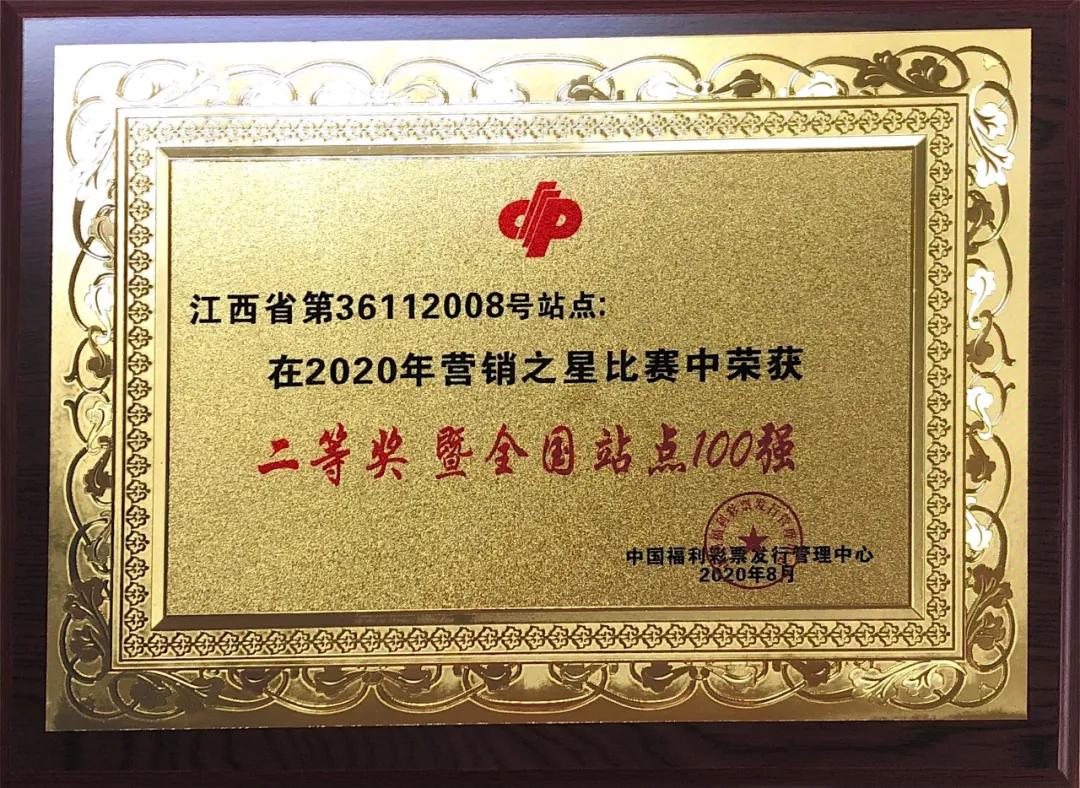 江西省第36112008号站点:
在2020年营销之星比赛中荣获
二等奖 暨全国站点100强
中国福利彩票发行管理中心
2020年8月